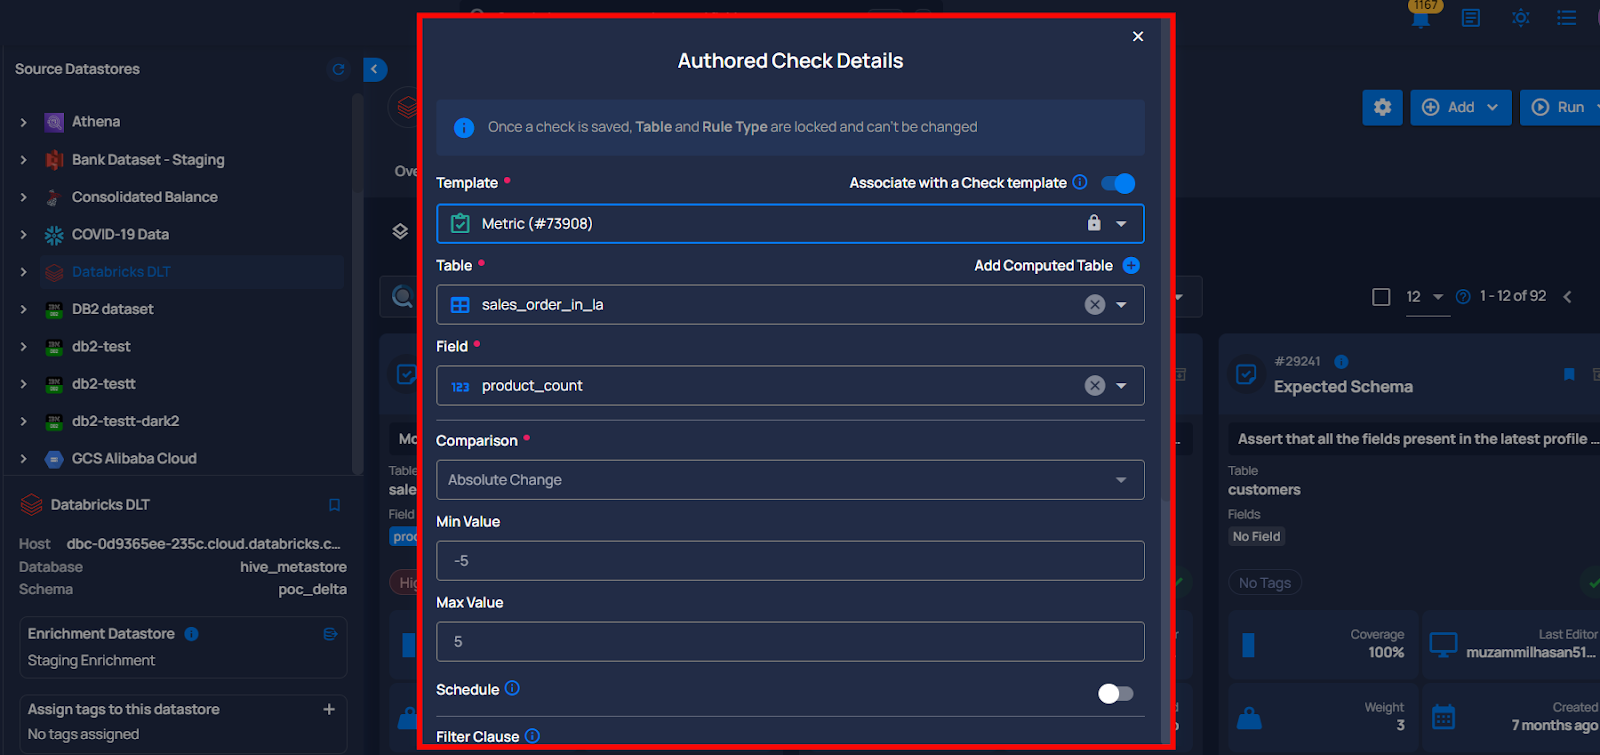 1167
Source Datastores
Athena
Bank Dataset - Staging
Consolidated Balance
COVID-19 Data
Databricks DLT
DB2 dataset
db2-test
db2-testt
db2-testt-dark2
GCS Alibaba Cloud
Databricks DLT
Host dbc-0d9365ee-235c.cloud.databricks.c...
Database hive_metastore
Schema poc_delta
Enrichment Datastore
Staging Enrichment
Assign tags to this datastore +
No tags assigned
Authored Check Details
Once a check is saved, Table and Rule Type are locked and can't be changed
Template • Associate with a Check template
Metric (#73908)
Table • Add Computed Table
sales_order_in_la
Field •
123 product_count
Comparison •
Absolute Change
Min Value
-5
Max Value
5
Schedule
Filter Clause
Add
Run
12 1 - 12 of 92
#29241
Expected Schema
Assert that all the fields present in the latest profile ...
Table
customers
Fields
No Field
No Tags
Coverage
100%
Last Editor
muzammilhasan51...
Weight
3
Created
7 months ago
Table
Field